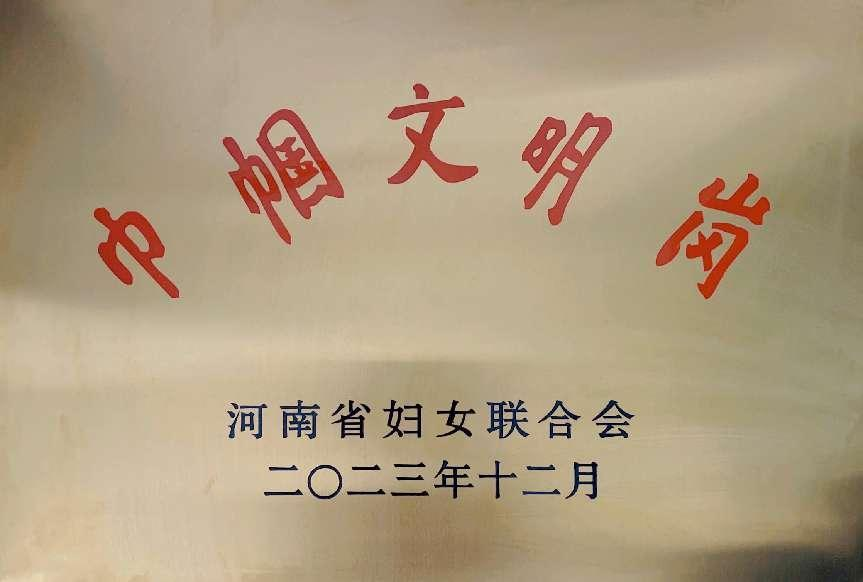 巾帼文明岗
河南省妇女联合会
二〇二三年十二月